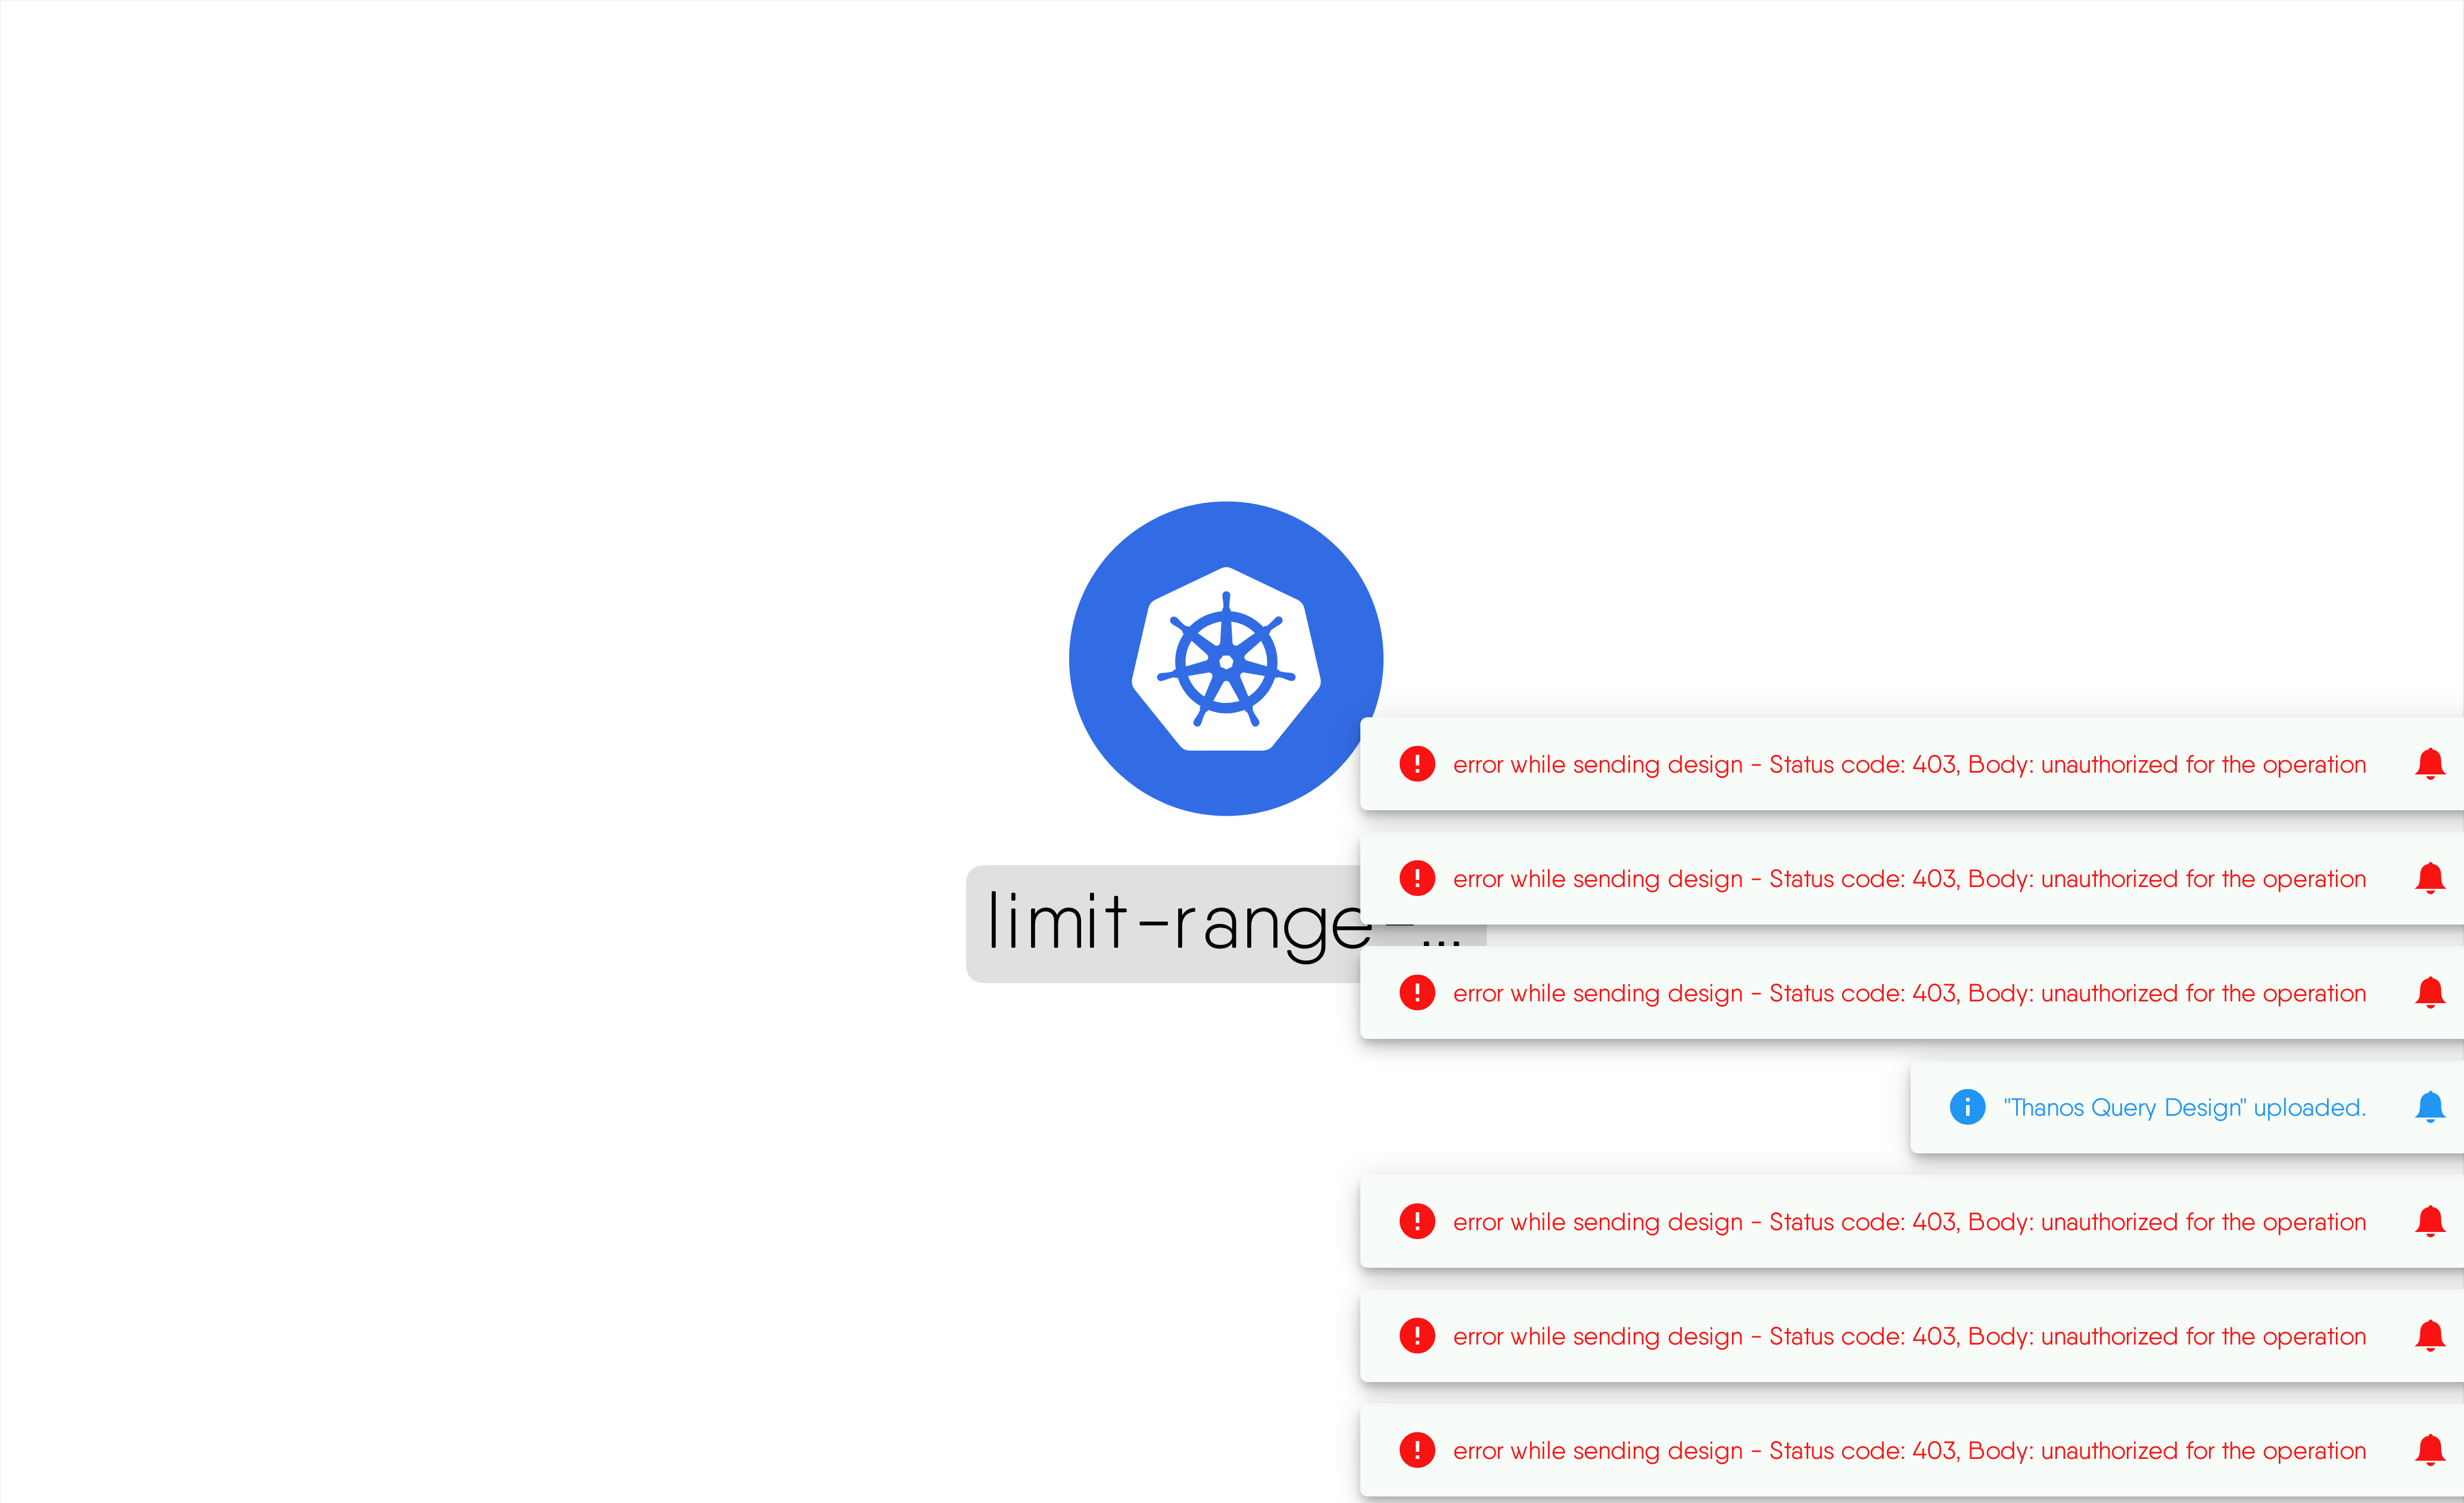 error while sending design - Status code: 403, Body: unauthorized for the operation
error while sending design - Status code: 403, Body: unauthorized for the operation
limit-range-...
error while sending design - Status code: 403, Body: unauthorized for the operation
"Thanos Query Design" uploaded.
error while sending design - Status code: 403, Body: unauthorized for the operation
error while sending design - Status code: 403, Body: unauthorized for the operation
error while sending design - Status code: 403, Body: unauthorized for the operation